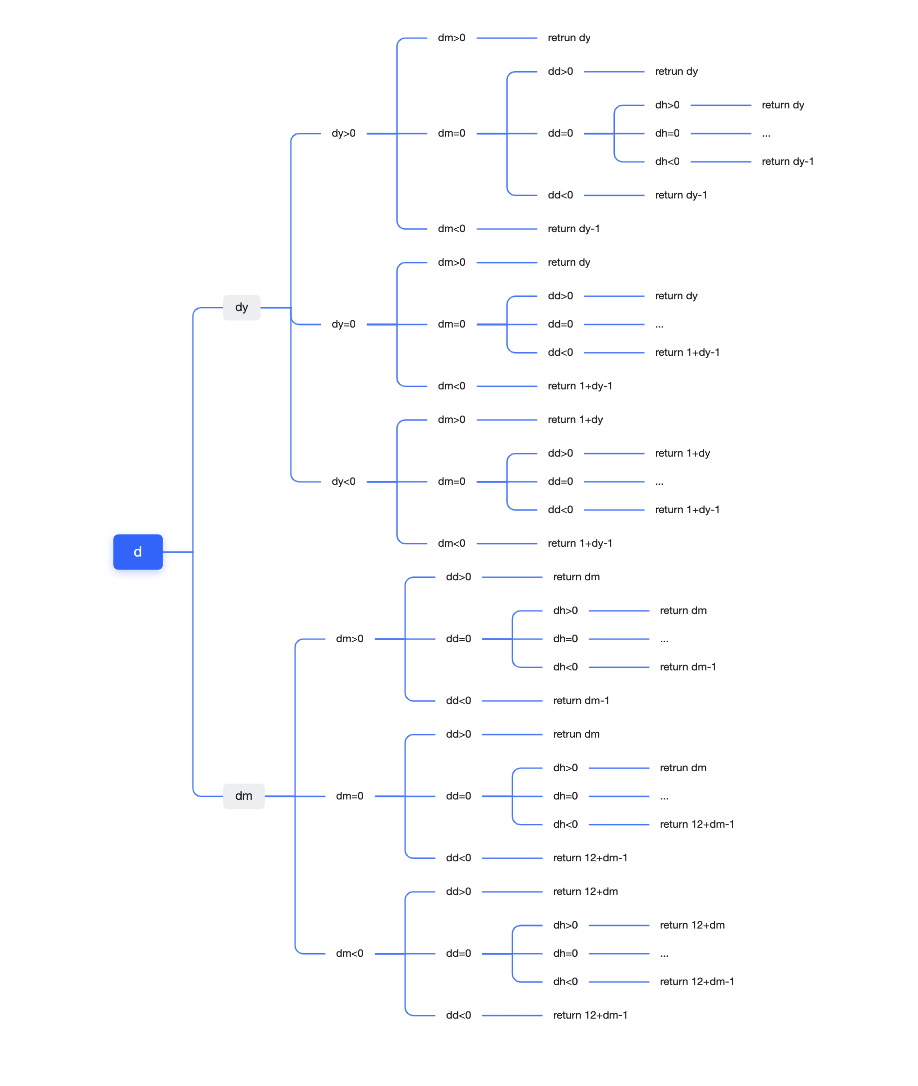 d
dy
dy>0
dm>0
retrun dy
dm=0
dd>0
retrun dy
dd=0
dh>0
return dy
dh=0
...
dh<0
return dy-1
dd<0
return dy-1
dm<0
return dy-1
dy=0
dm>0
return dy
dm=0
dd>0
return dy
dd=0
...
dd<0
return 1+dy-1
dm<0
return 1+dy-1
dy<0
dm>0
return 1+dy
dm=0
dd>0
return 1+dy
dd=0
...
dd<0
return 1+dy-1
dm<0
return 1+dy-1
dm
dm>0
dd>0
return dm
dd=0
dh>0
return dm
dh=0
...
dh<0
return dm-1
dd<0
return dm-1
dm=0
dd>0
retrun dm
dd=0
dh>0
retrun dm
dh=0
...
dh<0
return 12+dm-1
dd<0
return 12+dm-1
dm<0
dd>0
return 12+dm
dd=0
dh>0
return 12+dm
dh=0
...
dh<0
return 12+dm-1
dd<0
return 12+dm-1